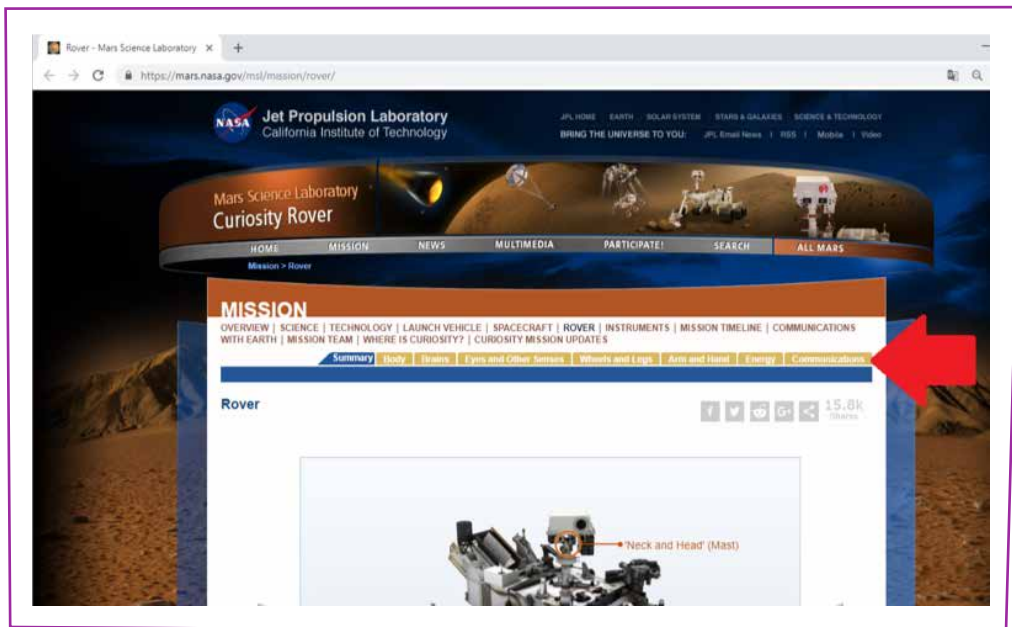 Rover - Mars Science Laboratory
https://mars.nasa.gov/msl/mission/rover/
NASA
Jet Propulsion Laboratory
California Institute of Technology
JPL HOME EARTH SOLAR SYSTEM STARS & GALAXIES SCIENCE & TECHNOLOGY
BRING THE UNIVERSE TO YOU: JPL Email News | RSS | Mobile | Video
Mars Science Laboratory
Curiosity Rover
HOME MISSION NEWS MULTIMEDIA PARTICIPATE! SEARCH ALL MARS
Mission > Rover
MISSION
OVERVIEW | SCIENCE | TECHNOLOGY | LAUNCH VEHICLE | SPACECRAFT | ROVER | INSTRUMENTS | MISSION TIMELINE | COMMUNICATIONS
WITH EARTH | MISSION TEAM | WHERE IS CURIOSITY? | CURIOSITY MISSION
UPDATES
Summary Body Brains Eyes and Other Senses Wheels and Legs Arm and Hand Energy Communications
Rover
15.8k
Shares
'Neck and Head' (Mast)